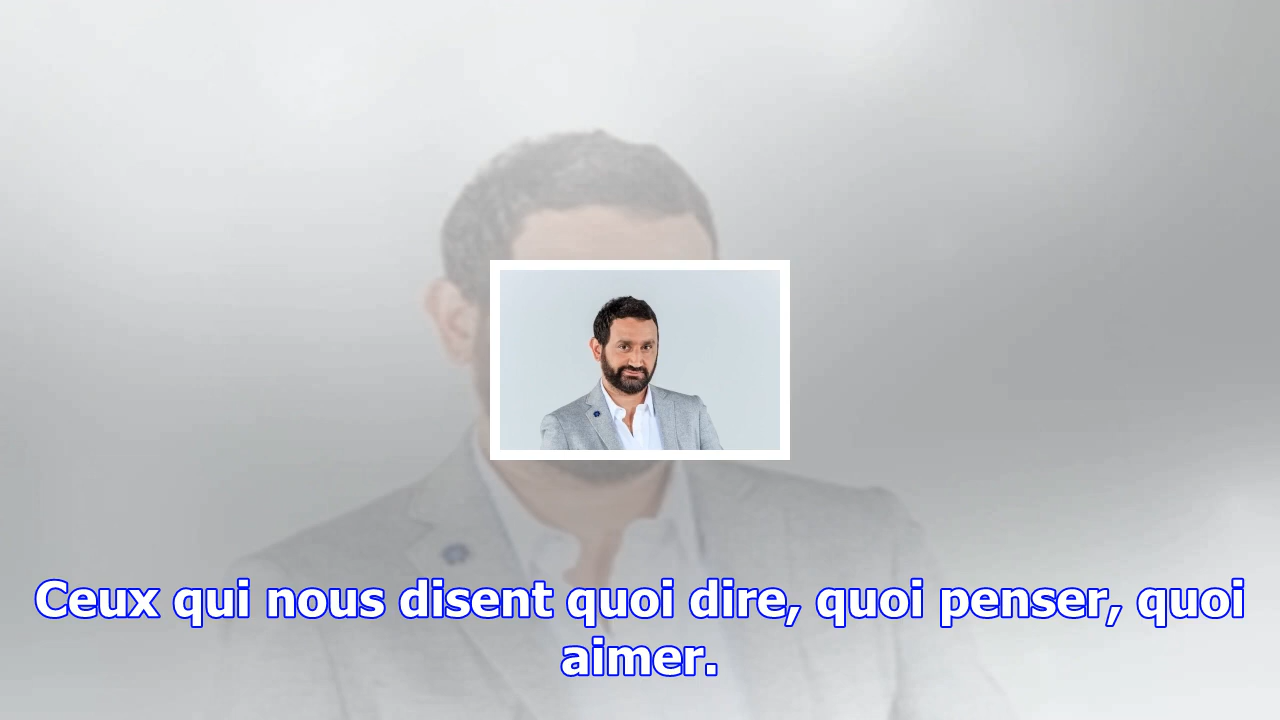 Ceux qui nous disent quoi dire, quoi penser, quoi
aimer.